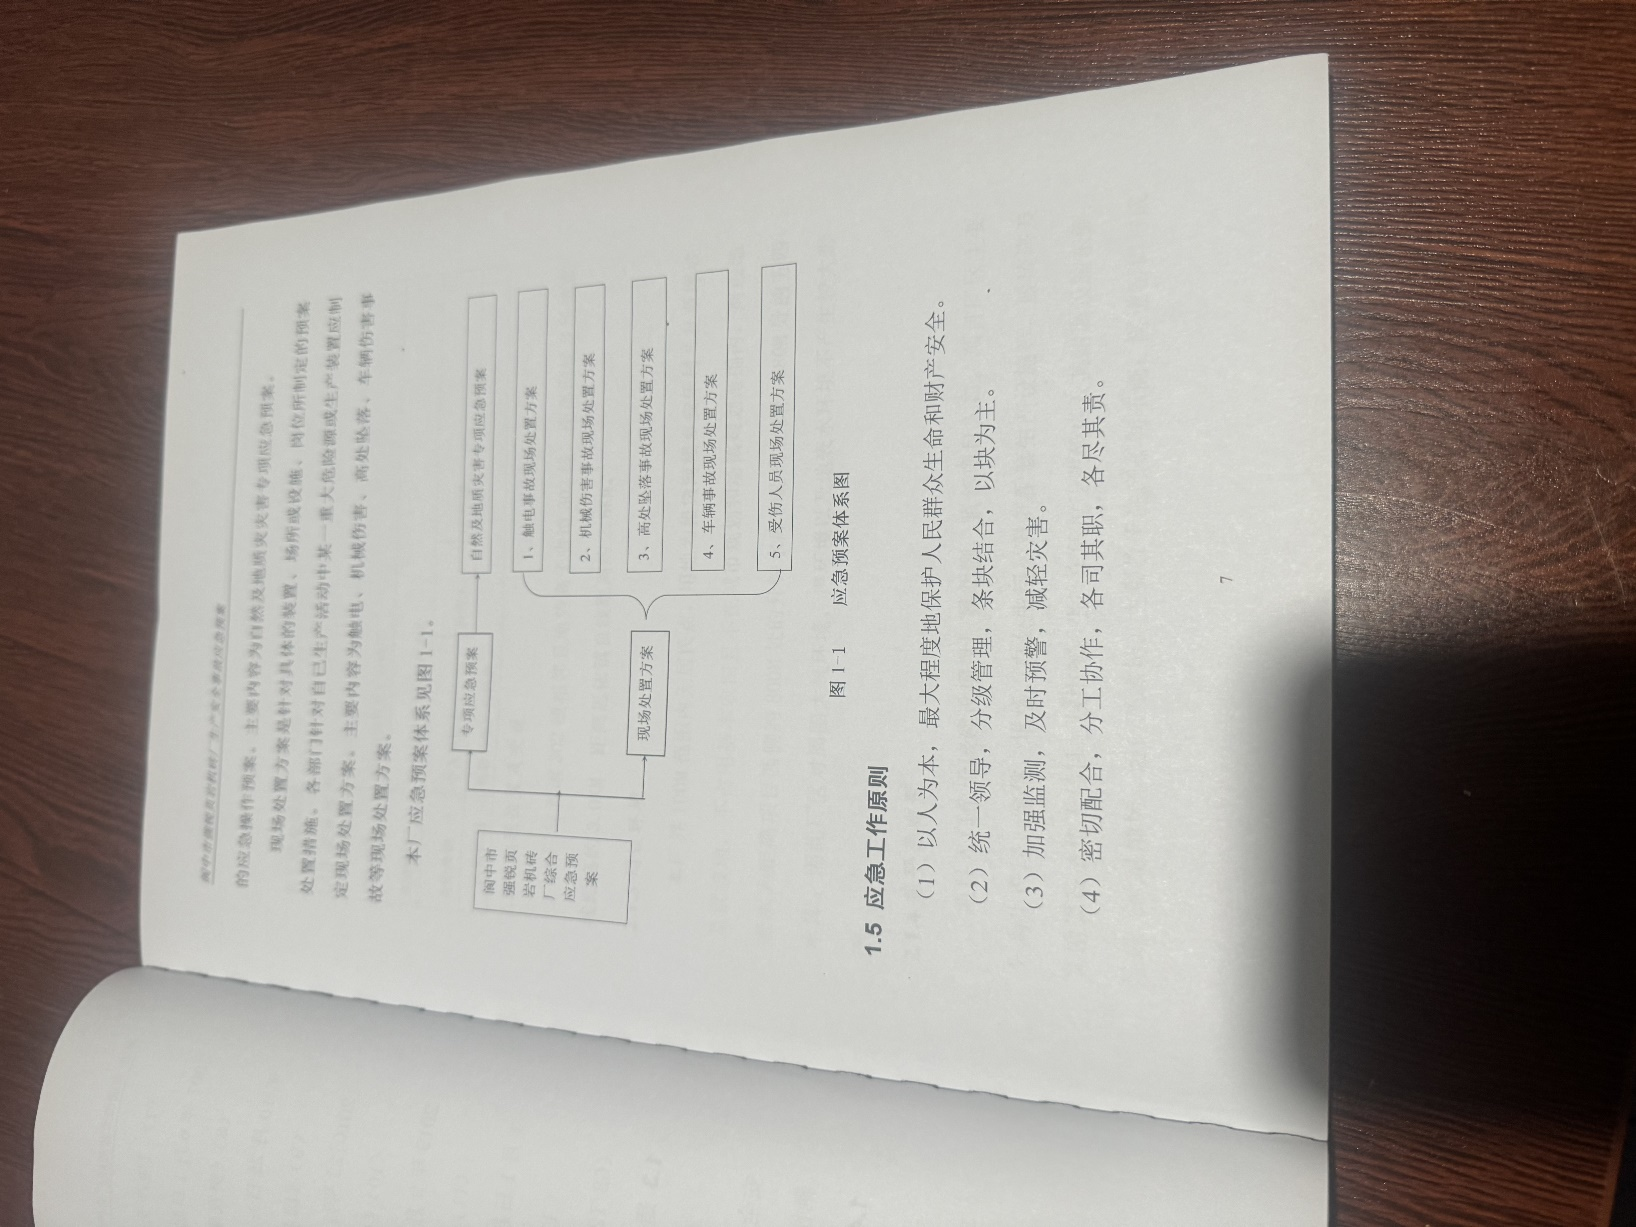 阆中市强锐页岩机砖厂生产安全事故应急预案
的应急操作预案。主要内容为自然及地质灾害专项应急预案。
现场处置方案是针对具体的装置、场所或设施、岗位所制定的预案
处置措施。各部门针对自己生产活动中某一重大危险源或生产装置应制
定现场处置方案。主要内容为触电、机械伤害、高处坠落、车辆伤害事
故等现场处置方案。
本厂应急预案体系见图 1-1。
阆中市
强锐页
岩机砖
厂综合
应急预
案
专项应急预案
自然及地质灾害专项应急预案
现场处置方案
1、触电事故现场处置方案
2、机械伤害事故现场处置方案
3、高处坠落事故现场处置方案
4、车辆事故现场处置方案
5、受伤人员现场处置方案
图 1-1 应急预案体系图
1.5 应急工作原则
（1）以人为本，最大程度地保护人民群众生命和财产安全。
（2）统一领导，分级管理，条块结合，以块为主。
（3）加强监测，及时预警，减轻灾害。
（4）密切配合，分工协作，各司其职，各尽其责。
7